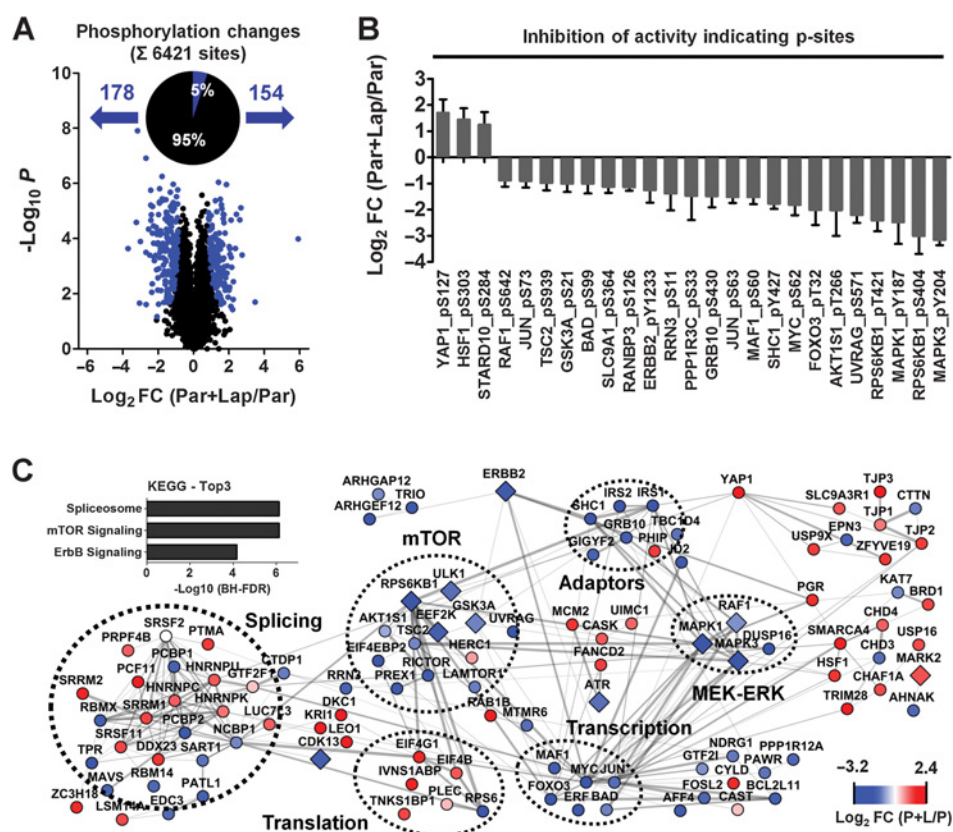 A
Phosphorylation changes
(Σ 6421 sites)
10
8
6
4
2
0
-Log10 P
178
154
5%
95%
−6 −4 −2 0 2 4 6
Log2 FC (Par+Lap/Par)
B
Inhibition of activity indicating p-sites
3
2
1
0
−1
−2
−3
−4
Log2 FC (Par+Lap/Par)
YAP1_pS127
HSF1_pS303
STARD10_pS284
RAF1_pS642
JUN_pS73
TSC2_pS939
GSK3A_pS21
BAD_pS99
SLC9A1_pS364
RANBP3_pS126
ERBB2_pY1233
RRN3_pS11
PPP1R3C_pS33
GRB10_pS430
JUN_pS63
MAF1_pS60
SHC1_pY427
MYC_pS62
FOXO3_pT32
AKT1S1_pT266
UVRAG_pS571
RPS6KB1_pT421
MAPK1_pY187
RPS6KB1_pS404
MAPK3_pY204
C
KEGG - Top3
Spliceosome
mTOR Signaling
ErbB Signaling
0 2 4 6
-Log10 (BH-FDR)
ARHGAP12
TRIO
ARHGEF12
ERBB2
mTOR
RPS6KB1
ULK1
GSK3A
EEF2K
AKT1S1
UVRAG
TSC2
EIF4EBP2
HERC1
RICTOR
PREX1
LAMTOR1
IRS2
IRS1
SHC1
GRB10
TBC1D4
GIGYF2
PHIP
ID2
Adaptors
YAP1
TJP3
SLC9A3R1
CTTN
TJP1
EPN3
TJP2
USP9X
ZFYVE19
PGR
KAT7
BRD1
RAF1
MAPK1
DUSP16
MAPK3
MEK-ERK
MCM2
UIMC1
CASK
FANCD2
ATR
SMARCA4
CHD4
USP16
CHD3
HSF1
MARK2
CHAF1A
TRIM28
AHNAK
Splicing
SRSF2
PRPF4B
PTMA
PCBP1
PCF11
HNRNPU
CTDP1
GTF2F1
SRRM2
HNRNPC
HNRNPK
RBMX
SRRM1
LUC7L3
PCBP2
SRSF11
NCBP1
DDX23
SART1
TPR
RBM14
MAVS
PATL1
ZC3H18
EDC3
LSM14A
RRN3
DKC1
KRI1
LEO1
CDK13
RAB1B
MTMR6
EIF4G1
EIF4B
IVNS1ABP
PLEC
TNKS1BP1
RPS6
Translation
Transcription
MAF1
MYC
JUN
FOXO3
ERF
BAD
NDRG1
PPP1R12A
GTF2I
PAWR
CYLD
FOSL2
BCL2L11
AFF4
CAST
−3.2 2.4
Log2 FC (P+L/P)